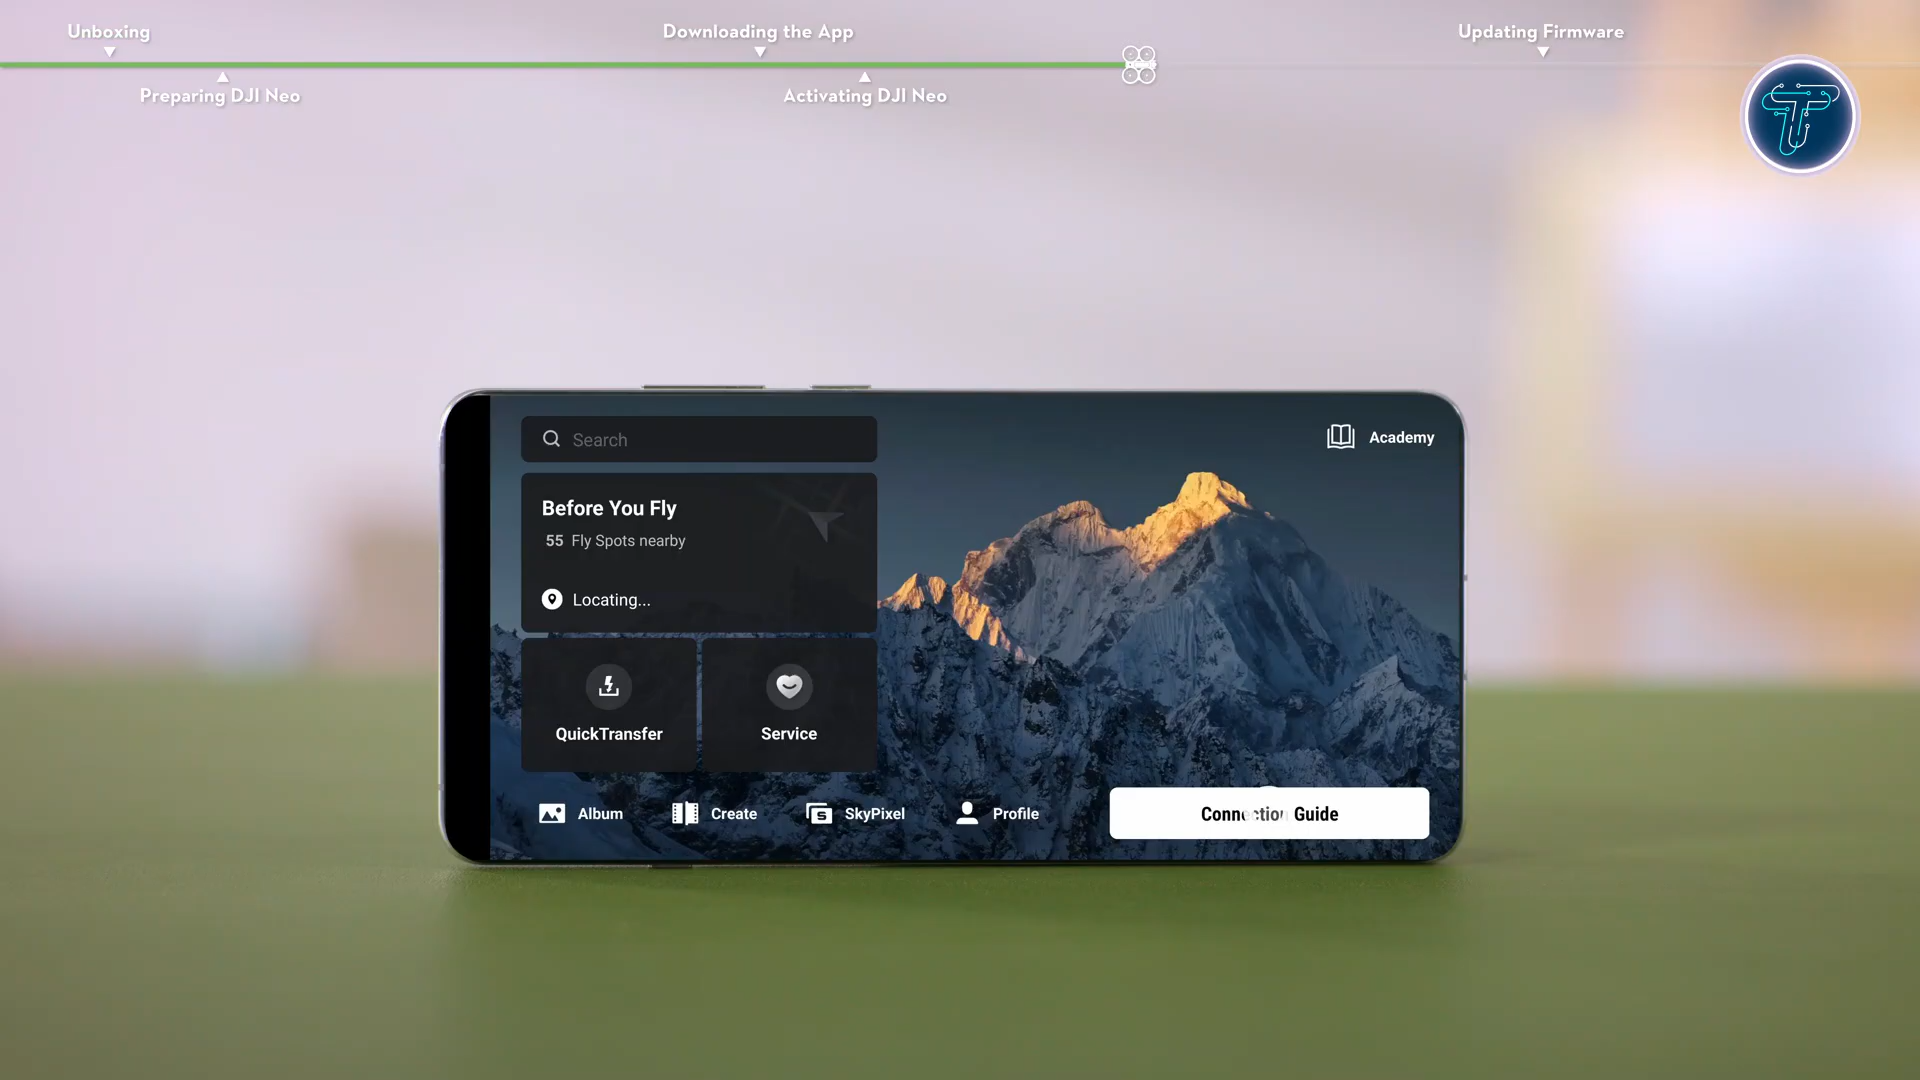 Unboxing
Downloading the App
Updating Firmware
Preparing DJI Neo
Activating DJI Neo
Search
Academy
Before You Fly
55 Fly Spots nearby
Locating...
QuickTransfer
Service
Album
Create
SkyPixel
Profile
Connection Guide